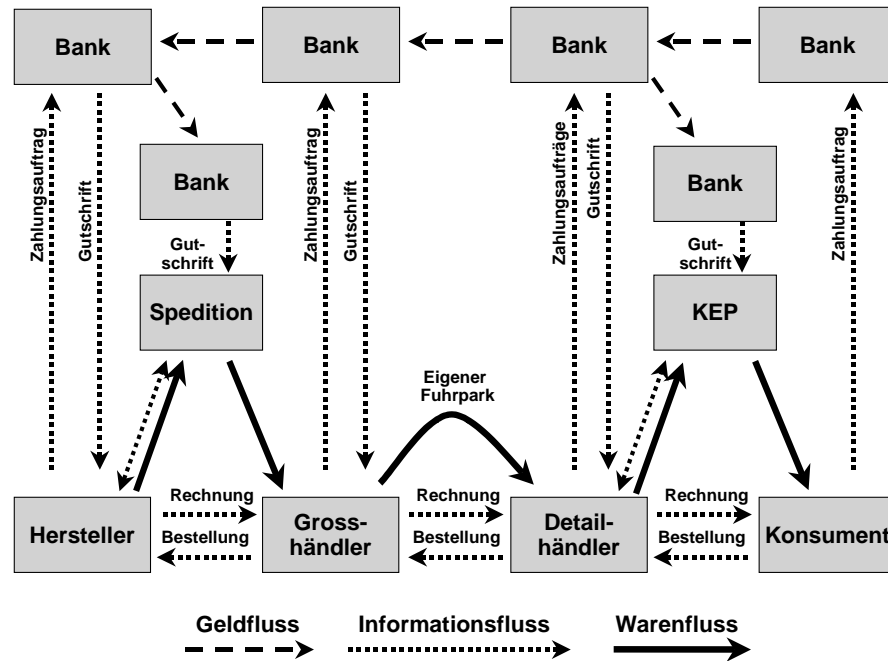 Bank
Bank
Bank
Bank
Zahlungsauftrag
Gutschrift
Zahlungsauftrag
Gutschrift
Zahlungsaufträge
Gutschrift
Zahlungsauftrag
Bank
Bank
Gut-
schrift
Gut-
schrift
Spedition
KEP
Eigener
Fuhrpark
Hersteller
Rechnung
Bestellung
Gross-
händler
Rechnung
Bestellung
Detail-
händler
Rechnung
Bestellung
Konsument
Geldfluss
Informationsfluss
Warenfluss